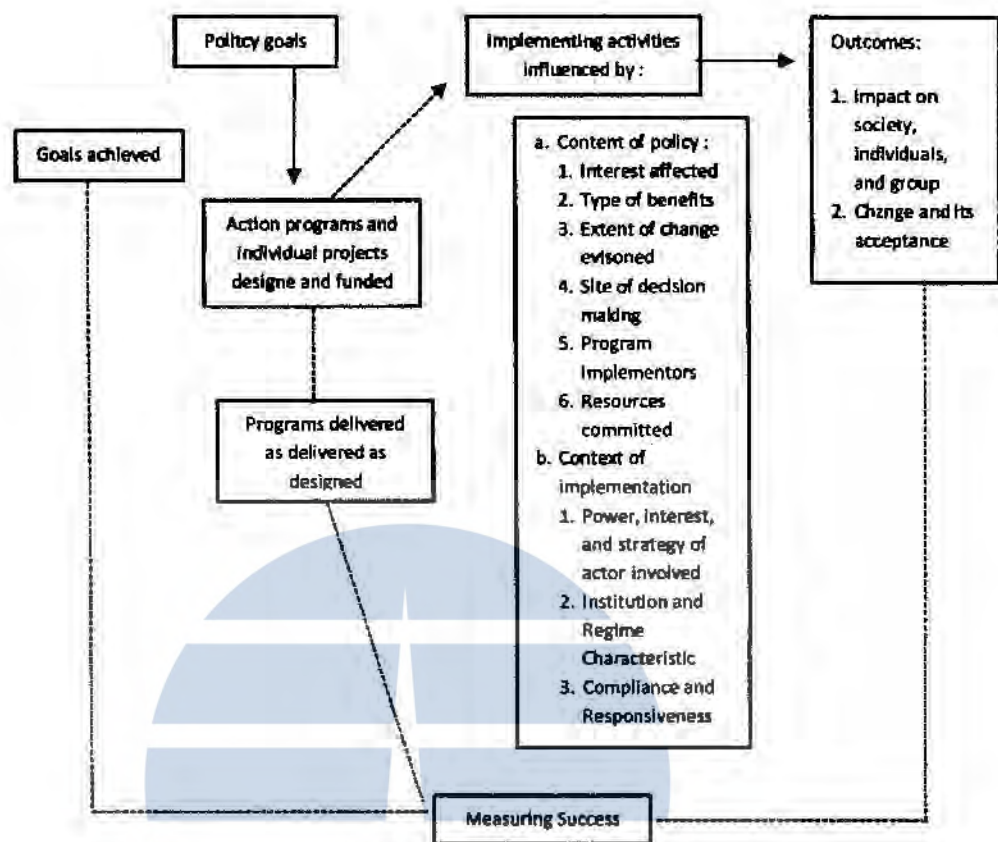 Policy goals
Implementing activities
influenced by :
Outcomes:
1. Impact on
society,
individuals,
and group
2. Change and its
acceptance
Goals achieved
Action programs and
individual projects
designe and funded
a. Content of policy :
1. Interest affected
2. Type of benefits
3. Extent of change
evisoned
4. Site of decision
making
5. Program
Implementors
6. Resources
committed
b. Context of
implementation
1. Power, interest,
and strategy of
actor involved
2. Institution and
Regime
Characteristic
3. Compliance and
Responsiveness
Programs delivered
as delivered as
designed
Measuring Success